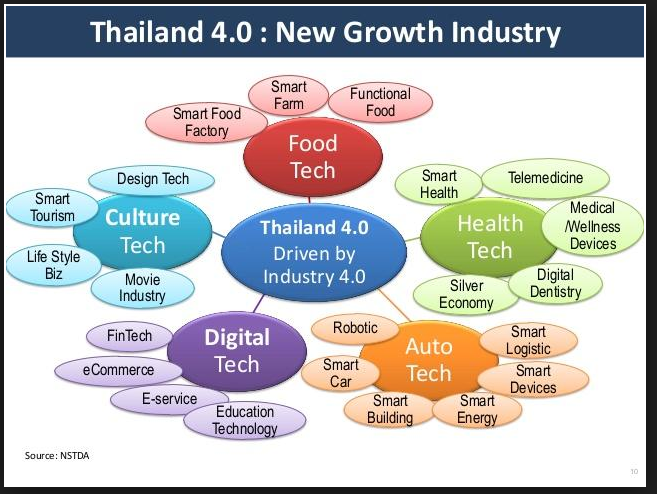 Thailand 4.0 : New Growth Industry
Smart
Farm
Functional
Food
Smart Food
Factory
Food
Tech
Design Tech
Smart
Tourism
Culture
Tech
Life Style
Biz
Movie
Industry
Thailand 4.0
Driven by
Industry 4.0
Smart
Health
Telemedicine
Health
Tech
Medical
/Wellness
Devices
Silver
Economy
Digital
Dentistry
FinTech
Digital
Tech
eCommerce
E-service
Education
Technology
Robotic
Auto
Tech
Smart
Logistic
Smart
Car
Smart
Devices
Smart
Building
Smart
Energy
Source: NSTDA
10